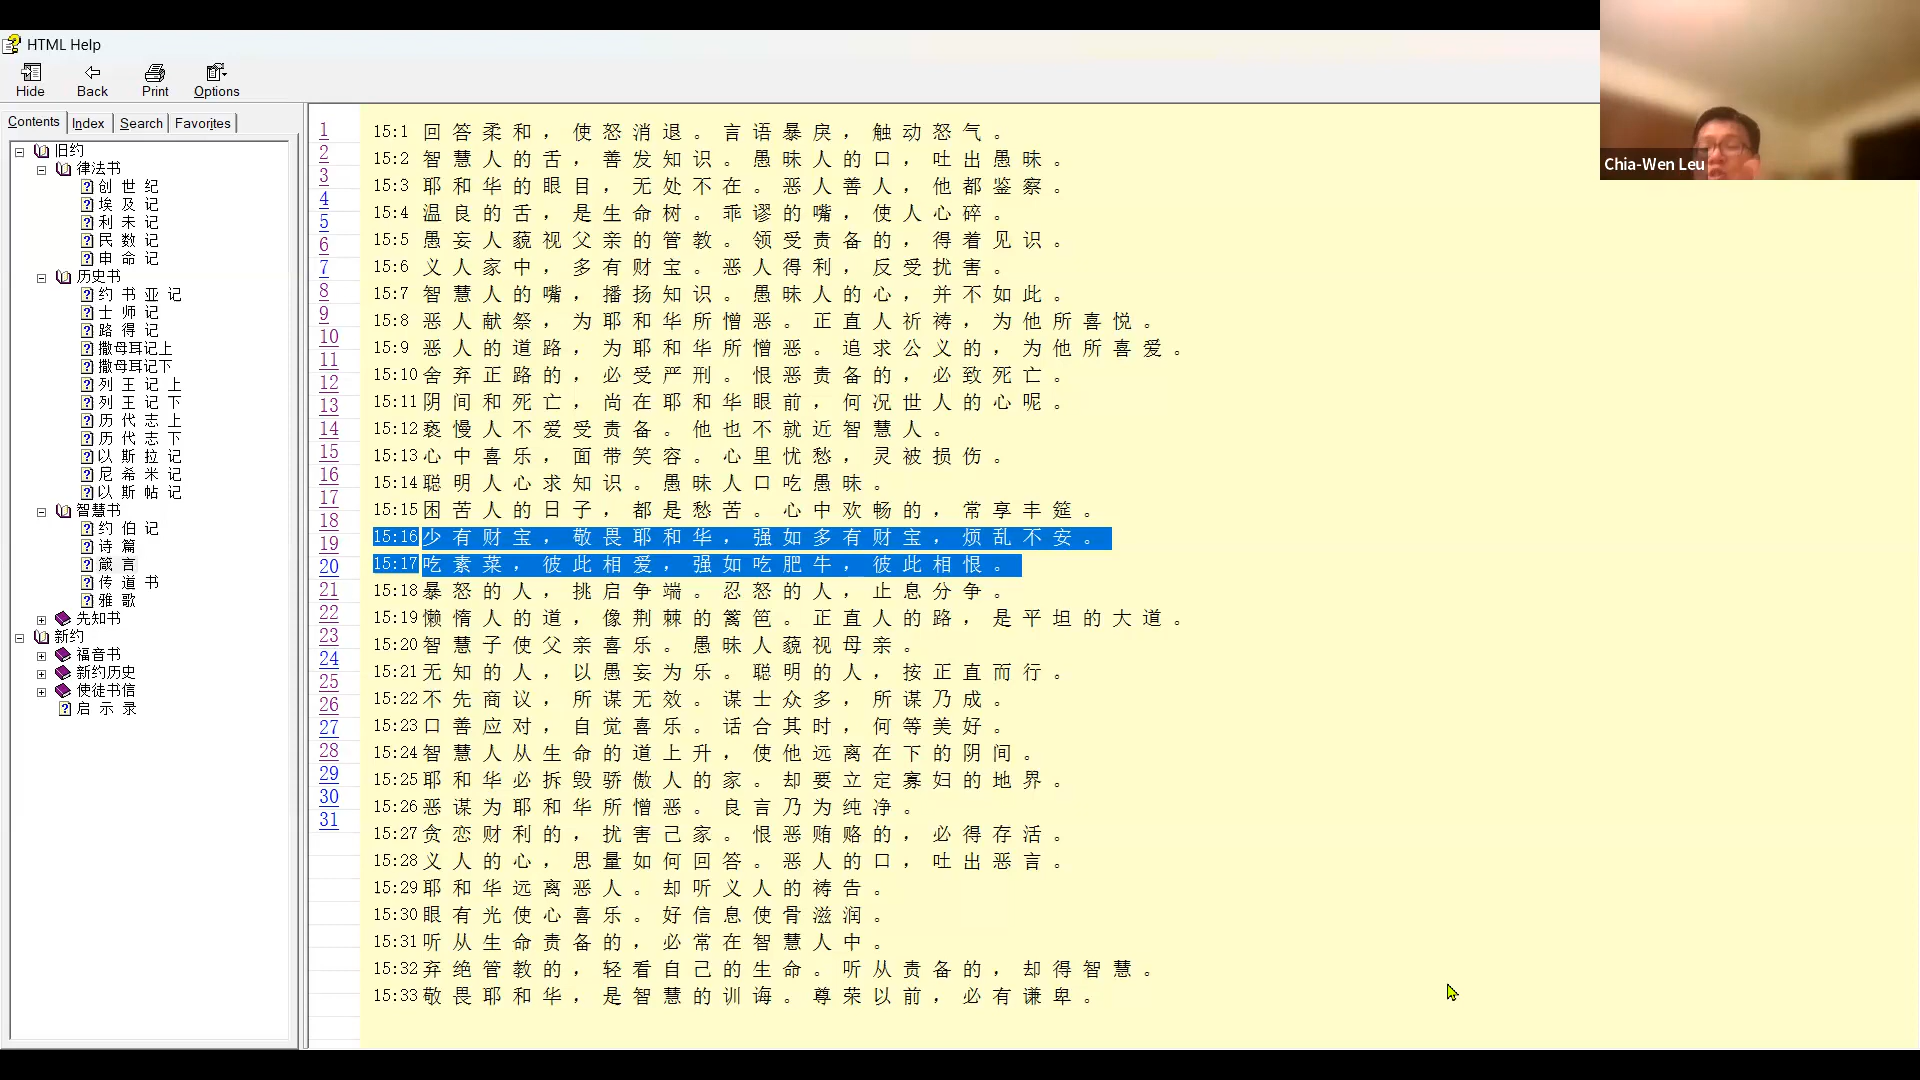 HTML Help
Hide Back Print Options
Contents Index Search Favorites
旧约
律法书
创 世 纪
埃 及 记
利 未 记
民 数 记
申 命 记
历史书
约 书 亚 记
士 师 记
路 得 记
撒母耳记上
撒母耳记下
列 王 记 上
列 王 记 下
历 代 志 上
历 代 志 下
以 斯 拉 记
尼 希 米 记
以 斯 帖 记
智慧书
约 伯 记
诗 篇
箴 言
传 道 书
雅 歌
先知书
新约
福音书
新约历史
使徒书信
启 示 录
1
2
3
4
5
6
7
8
9
10
11
12
13
14
15
16
17
18
19
20
21
22
23
24
25
26
27
28
29
30
31
15:1 回答柔和，使怒消退。言语暴戾，触动怒气。
15:2 智慧人的舌，善发知识。愚昧人的口，吐出愚昧。
15:3 耶和华的眼目，无处不在。恶人善人，他都鉴察。
15:4 温良的舌，是生命树。乖谬的嘴，使人心碎。
15:5 愚妄人藐视父亲的管教。领受责备的，得着见识。
15:6 义人家中，多有财宝。恶人得利，反受扰害。
15:7 智慧人的嘴，播扬知识。愚昧人的心，并不如此。
15:8 恶人献祭，为耶和华所憎恶。正直人祈祷，为他所喜悦。
15:9 恶人的道路，为耶和华所憎恶。追求公义的，为他所喜爱。
15:10 舍弃正路的，必受严刑。恨恶责备的，必致死亡。
15:11 阴间和死亡，尚在耶和华眼前，何况世人的心呢。
15:12 亵慢人不爱受责备。他也不就近智慧人。
15:13 心中喜乐，面带笑容。心里忧愁，灵被损伤。
15:14 聪明人心求知识。愚昧人口吃愚昧。
15:15 困苦人的日子，都是愁苦。心中欢畅的，常享丰筵。
15:16 少有财宝，敬畏耶和华，强如多有财宝，烦乱不安。
15:17 吃素菜，彼此相爱，强如吃肥牛，彼此相恨。
15:18 暴怒的人，挑启争端。忍怒的人，止息分争。
15:19 懒惰人的道，像荆棘的篱笆。正直人的路，是平坦的大道。
15:20 智慧子使父亲喜乐。愚昧人藐视母亲。
15:21 无知的人，以愚妄为乐。聪明的人，按正直而行。
15:22 不先商议，所谋无效。谋士众多，所谋乃成。
15:23 口善应对，自觉喜乐。话合其时，何等美好。
15:24 智慧人从生命的道上升，使他远离在下的阴间。
15:25 耶和华必拆毁骄傲人的家。却要立定寡妇的地界。
15:26 恶谋为耶和华所憎恶。良言乃为纯净。
15:27 贪恋财利的，扰害己家。恨恶贿赂的，必得存活。
15:28 义人的心，思量如何回答。恶人的口，吐出恶言。
15:29 耶和华远离恶人。却听义人的祷告。
15:30 眼有光使心喜乐。好信息使骨滋润。
15:31 听从生命责备的，必常在智慧人中。
15:32 弃绝管教的，轻看自己的生命。听从责备的，却得智慧。
15:33 敬畏耶和华，是智慧的训诲。尊荣以前，必有谦卑。
Chia-Wen Leu